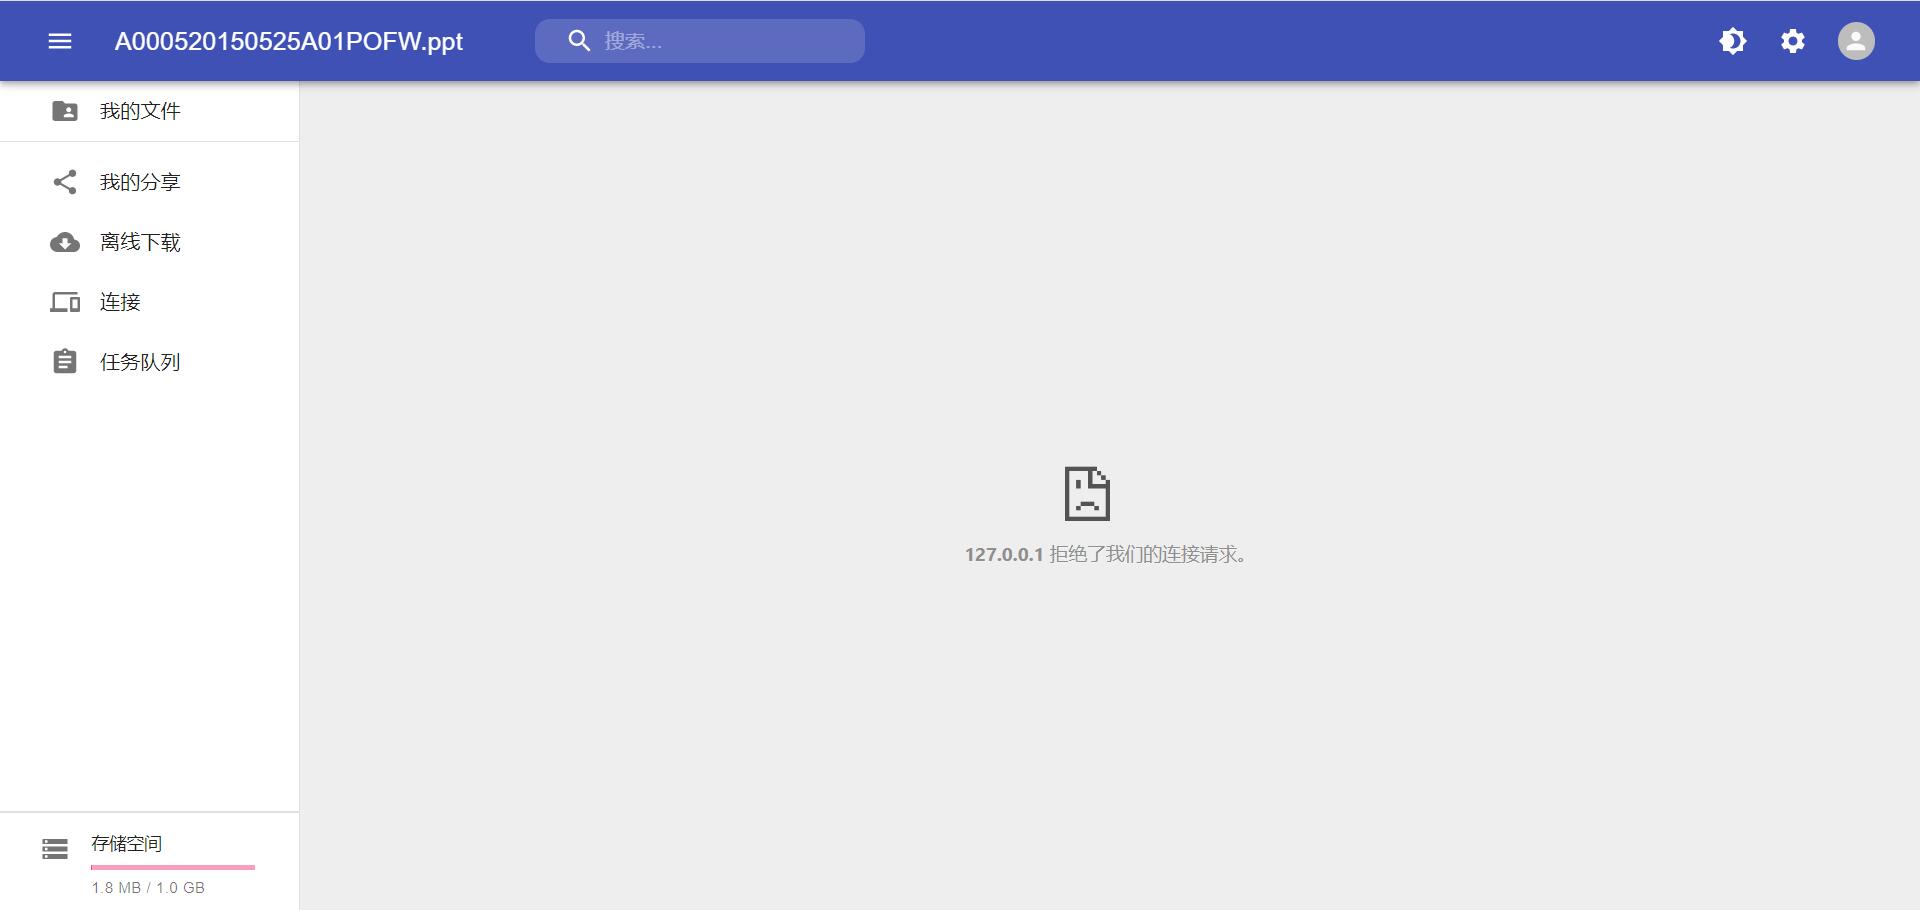 A000520150525A01POFW.ppt
搜索...
我的文件
我的分享
离线下载
连接
任务队列
127.0.0.1 拒绝了我们的连接请求。
存储空间
1.8 MB / 1.0 GB